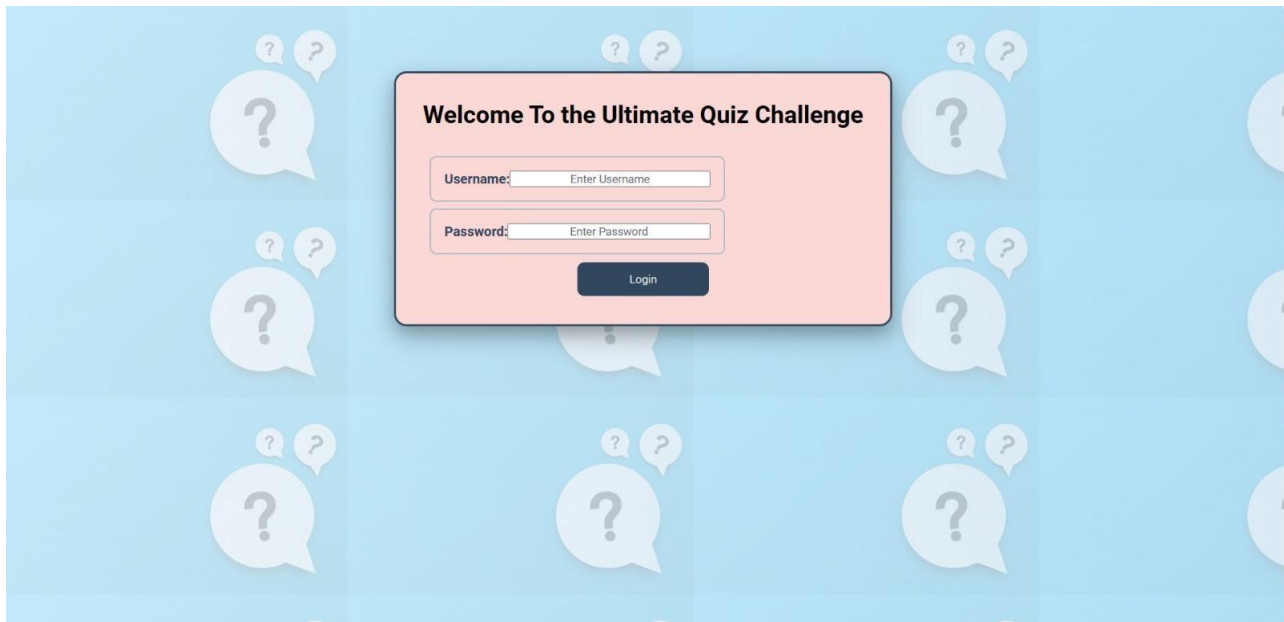 Welcome To the Ultimate Quiz Challenge
Username: Enter Username
Password: Enter Password
Login